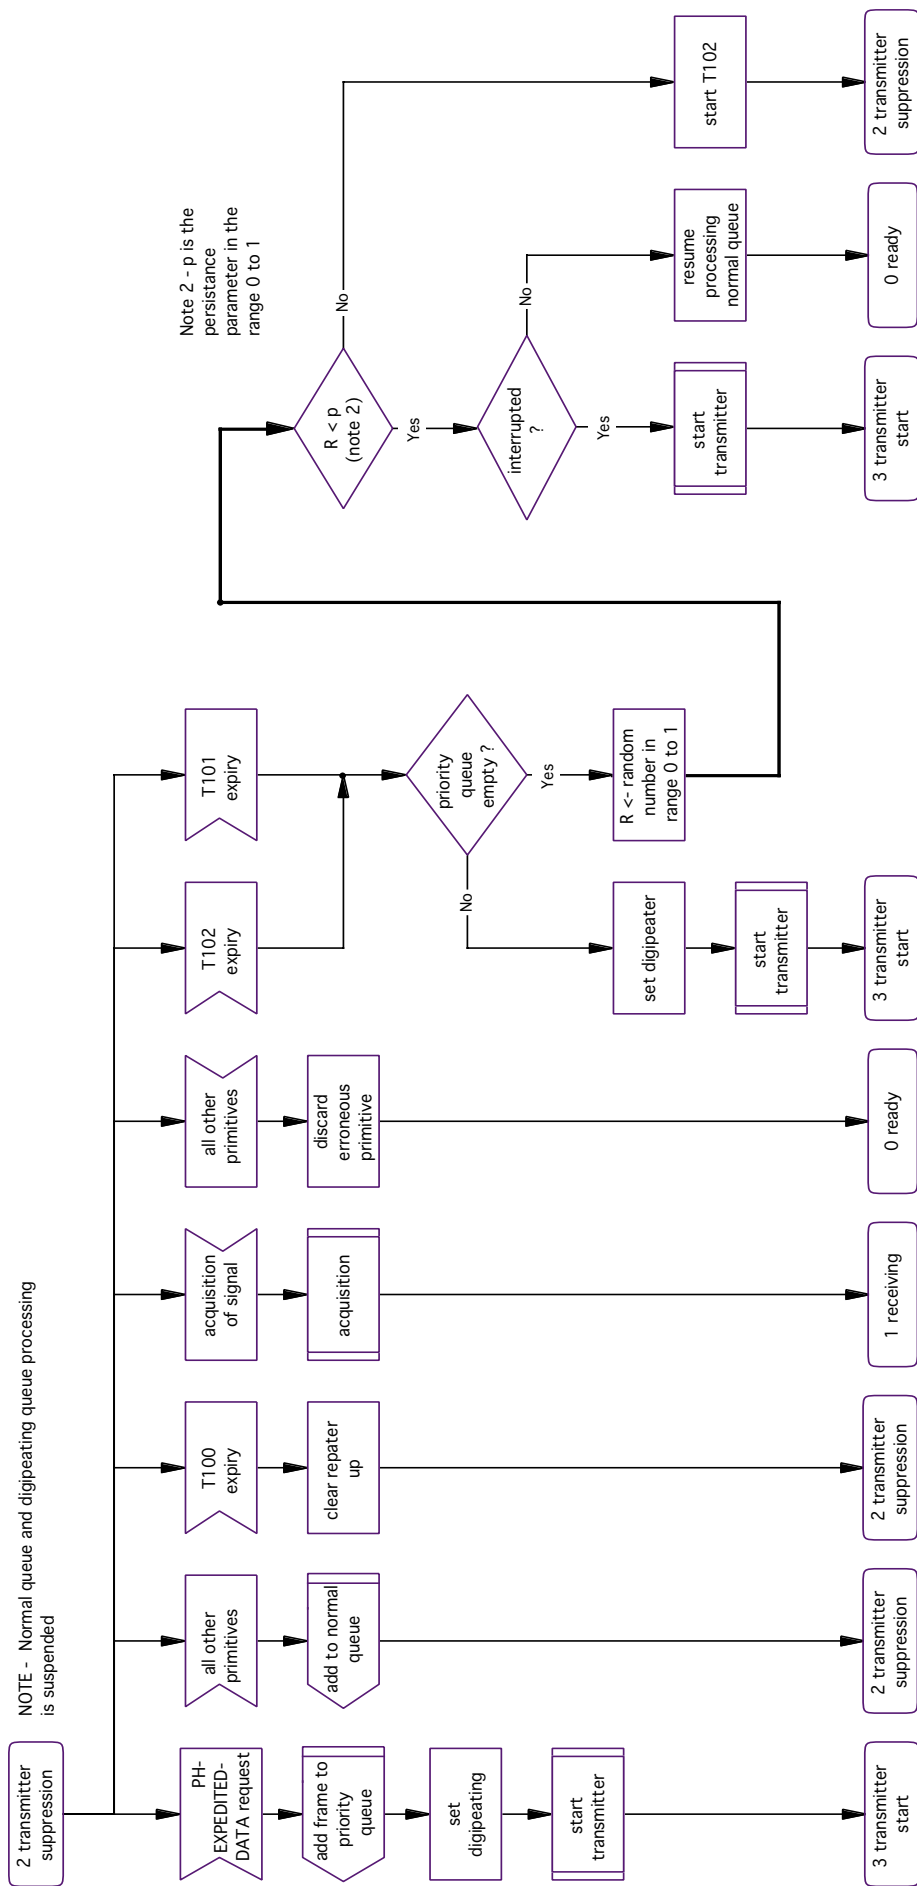 2 transmitter
suppression
NOTE - Normal queue and digipeating queue processing
is suspended
PH-
EXPEDITED-
DATA request
add frame to
priority
queue
set
digipeating
start
transmitter
3 transmitter
start
all other
primitives
add to normal
queue
2 transmitter
suppression
T100
expiry
clear repater
up
2 transmitter
suppression
acquisition
of signal
acquisition
1 receiving
all other
primitives
discard
erroneous
primitive
0 ready
T102
expiry
T101
expiry
priority
queue
empty ?
No
Yes
set digipeater
start
transmitter
3 transmitter
start
R <- random
number in
range 0 to 1
Note 2 - p is the
persistance
parameter in the
range 0 to 1
R < p
(note 2)
No
Yes
interrupted
?
No
Yes
start
transmitter
3 transmitter
start
resume
processing
normal queue
0 ready
start T102
2 transmitter
suppression